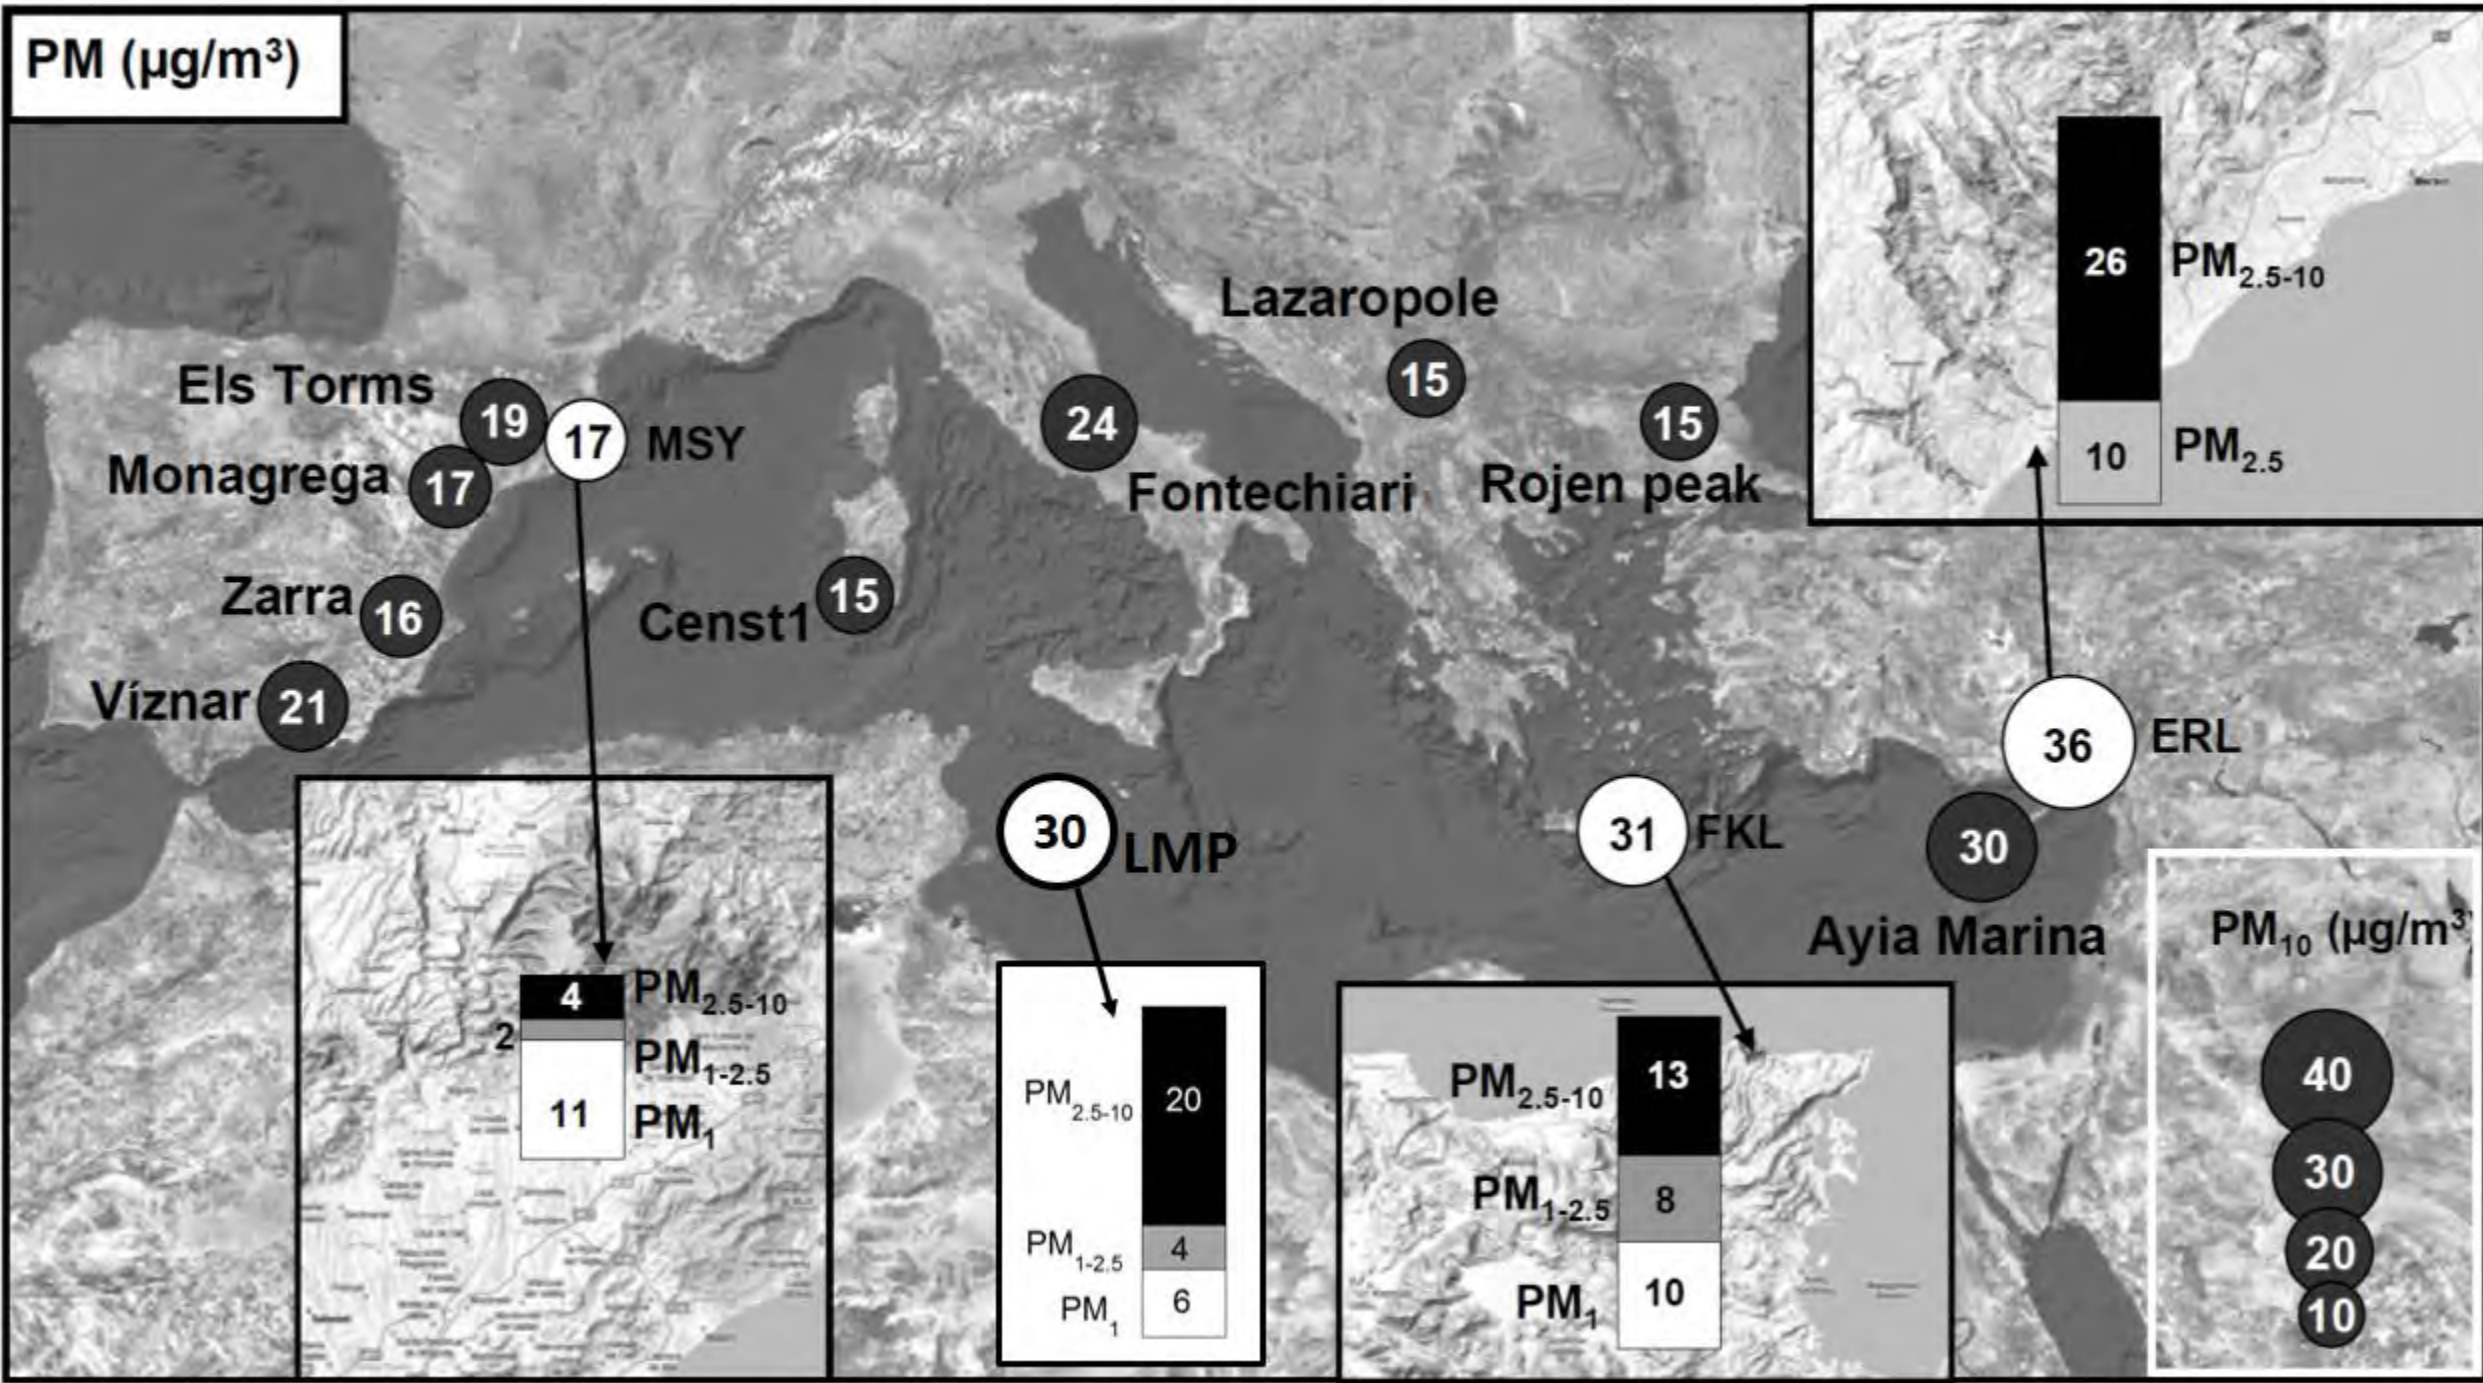 PM (µg/m³)
26
PM2.5-10
10
PM2.5
Lazaropole
15
Els Torms
19
17
MSY
24
15
Monagrega
17
Fontechiari
Rojen peak
Zarra
16
Censt1
15
Víznar
21
36
ERL
30
LMP
31
FKL
30
Ayia Marina
PM10 (µg/m³)
40
30
20
10
4
PM2.5-10
2
PM1-2.5
11
PM1
PM2.5-10
20
PM1-2.5
4
PM1
6
PM2.5-10
13
PM1-2.5
8
PM1
10